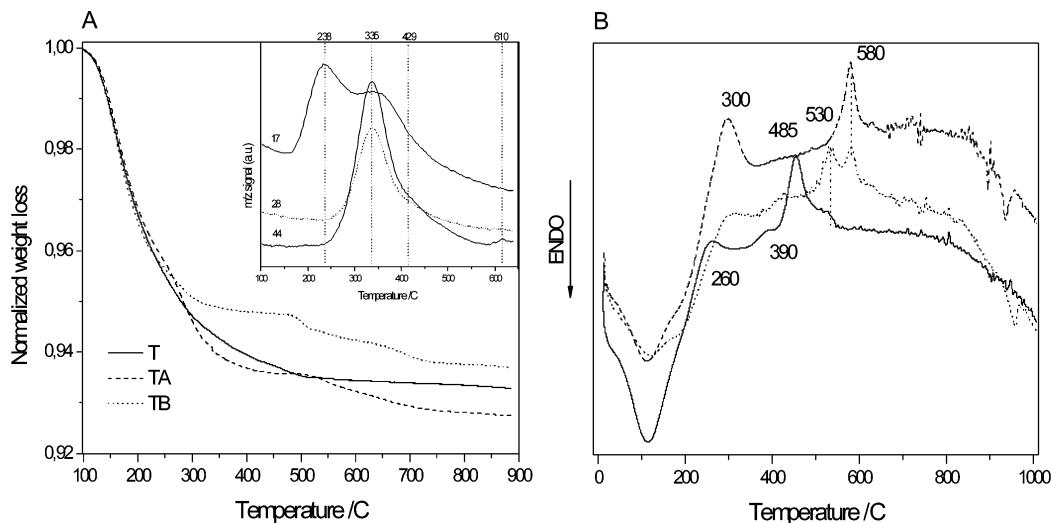 A
1,00
0,98
0,96
0,94
0,92
Normalized weight loss
100 200 300 400 500 600 700 800 900
Temperature /C
T
TA
TB
238 335 429 610
17
28
44
m/z signal (a.u)
100 200 300 400 500 600
Temperature /C
B
ENDO
300
485
530
580
260
390
0 200 400 600 800 1000
Temperature /C